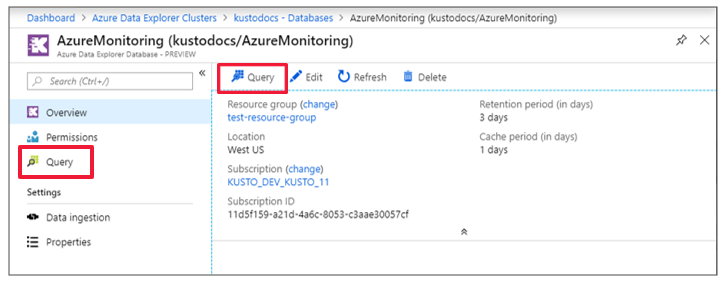 Dashboard > Azure Data Explorer Clusters > kustodocs - Databases > AzureMonitoring (kustodocs/AzureMonitoring)
AzureMonitoring (kustodocs/AzureMonitoring)
Azure Data Explorer Database - PREVIEW
Search (Ctrl+/)
«
Overview
Permissions
Query
Settings
Data ingestion
Properties
Query Edit Refresh Delete
Resource group (change)
test-resource-group
Location
West US
Subscription (change)
KUSTO_DEV_KUSTO_11
Subscription ID
11d5f159-a21d-4a6c-8053-c3aae30057cf
Retention period (in days)
3 days
Cache period (in days)
1 days